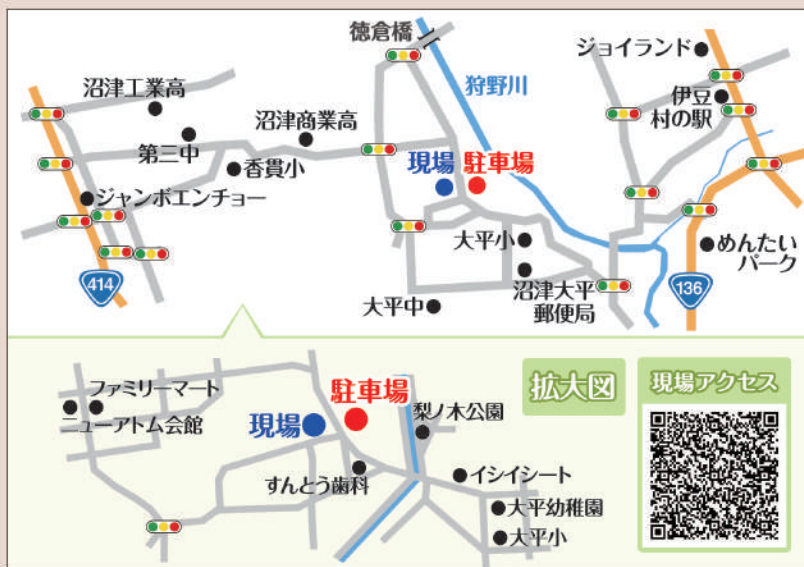 徳倉橋
ジョイランド
沼津工業高
狩野川
伊豆
村の駅
沼津商業高
第三中
香貫小
現場
駐車場
ジャンボエンチョー
大平小
めんたい
パーク
414
沼津大平
郵便局
136
大平中
拡大図
現場アクセス
ファミリーマート
ニューアトム会館
駐車場
現場
梨ノ木公園
すんとう歯科
イシイシート
大平幼稚園
大平小